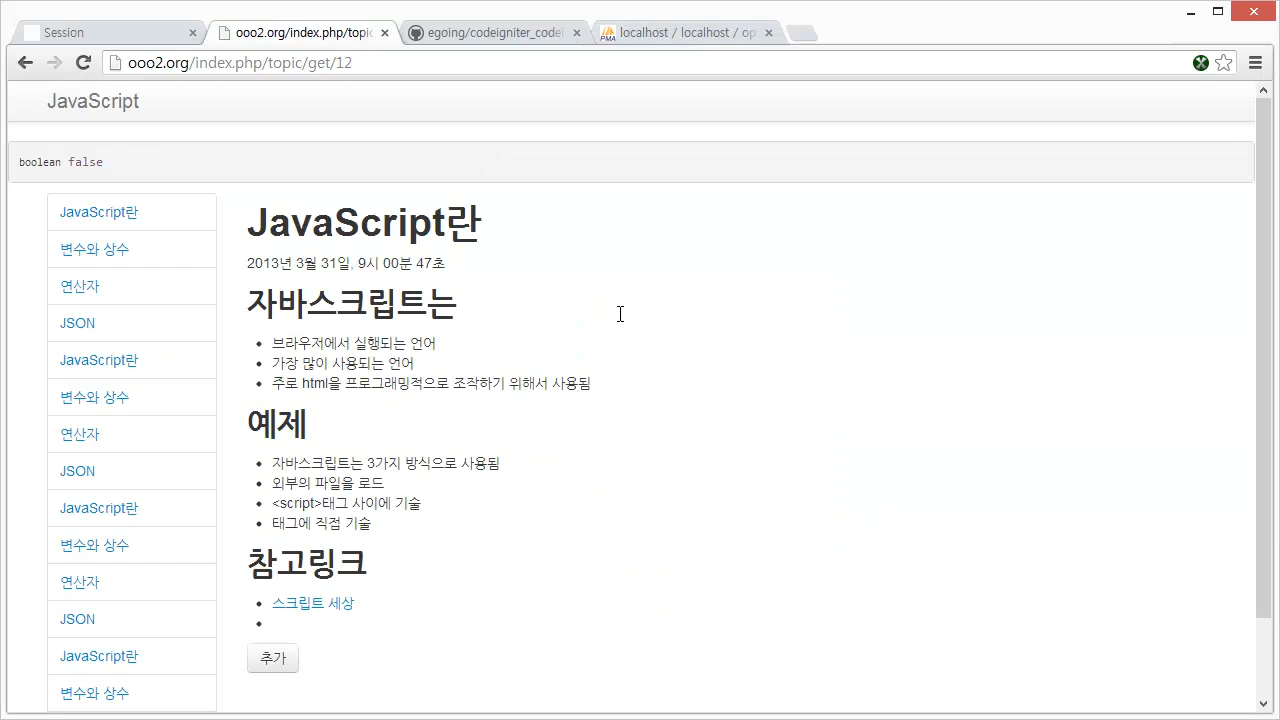 Session
ooo2.org/index.php/topic
egoing/codeigniter_codei
localhost / localhost / op
ooo2.org/index.php/topic/get/12
JavaScript
boolean false
JavaScript란
변수와 상수
연산자
JSON
JavaScript란
변수와 상수
연산자
JSON
JavaScript란
변수와 상수
연산자
JSON
JavaScript란
변수와 상수
JavaScript란
2013년 3월 31일, 9시 00분 47초
자바스크립트는
브라우저에서 실행되는 언어
가장 많이 사용되는 언어
주로 html을 프로그래밍적으로 조작하기 위해서 사용됨
예제
자바스크립트는 3가지 방식으로 사용됨
외부의 파일을 로드
<script>태그 사이에 기술
태그에 직접 기술
참고링크
스크립트 세상
추가